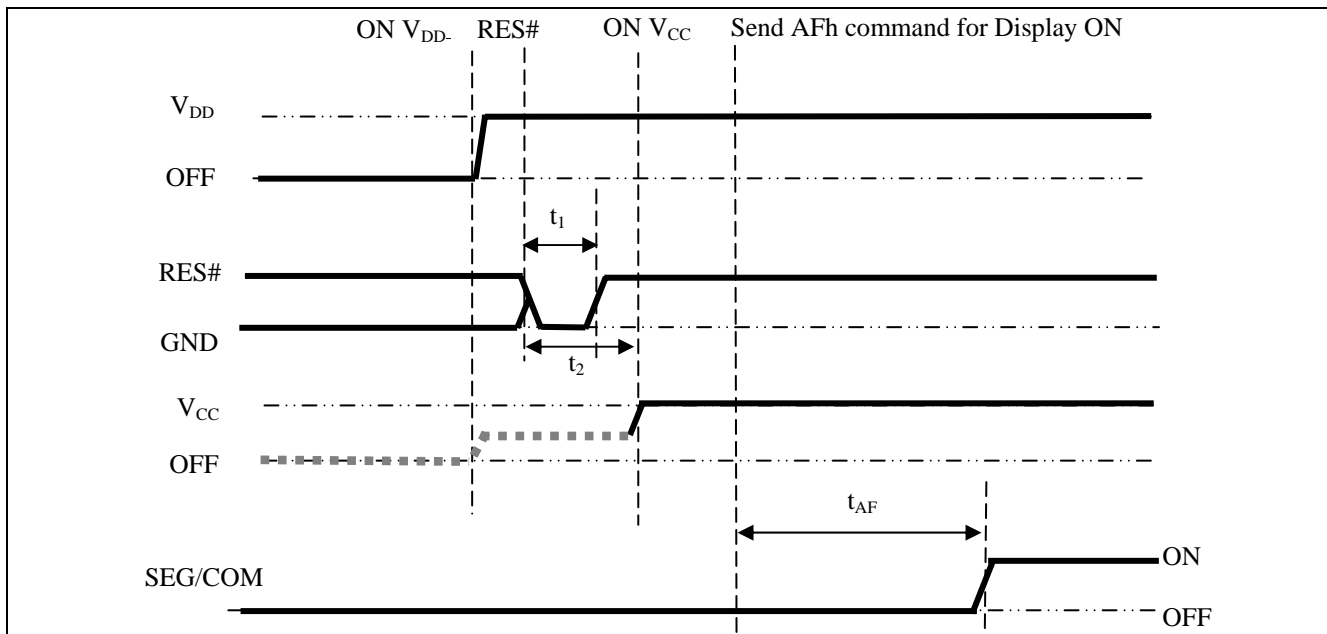 ON VDD- RES# ON VCC Send AFh command for Display ON
VDD
OFF
t1
RES#
GND
t2
VCC
OFF
tAF
ON
SEG/COM
OFF